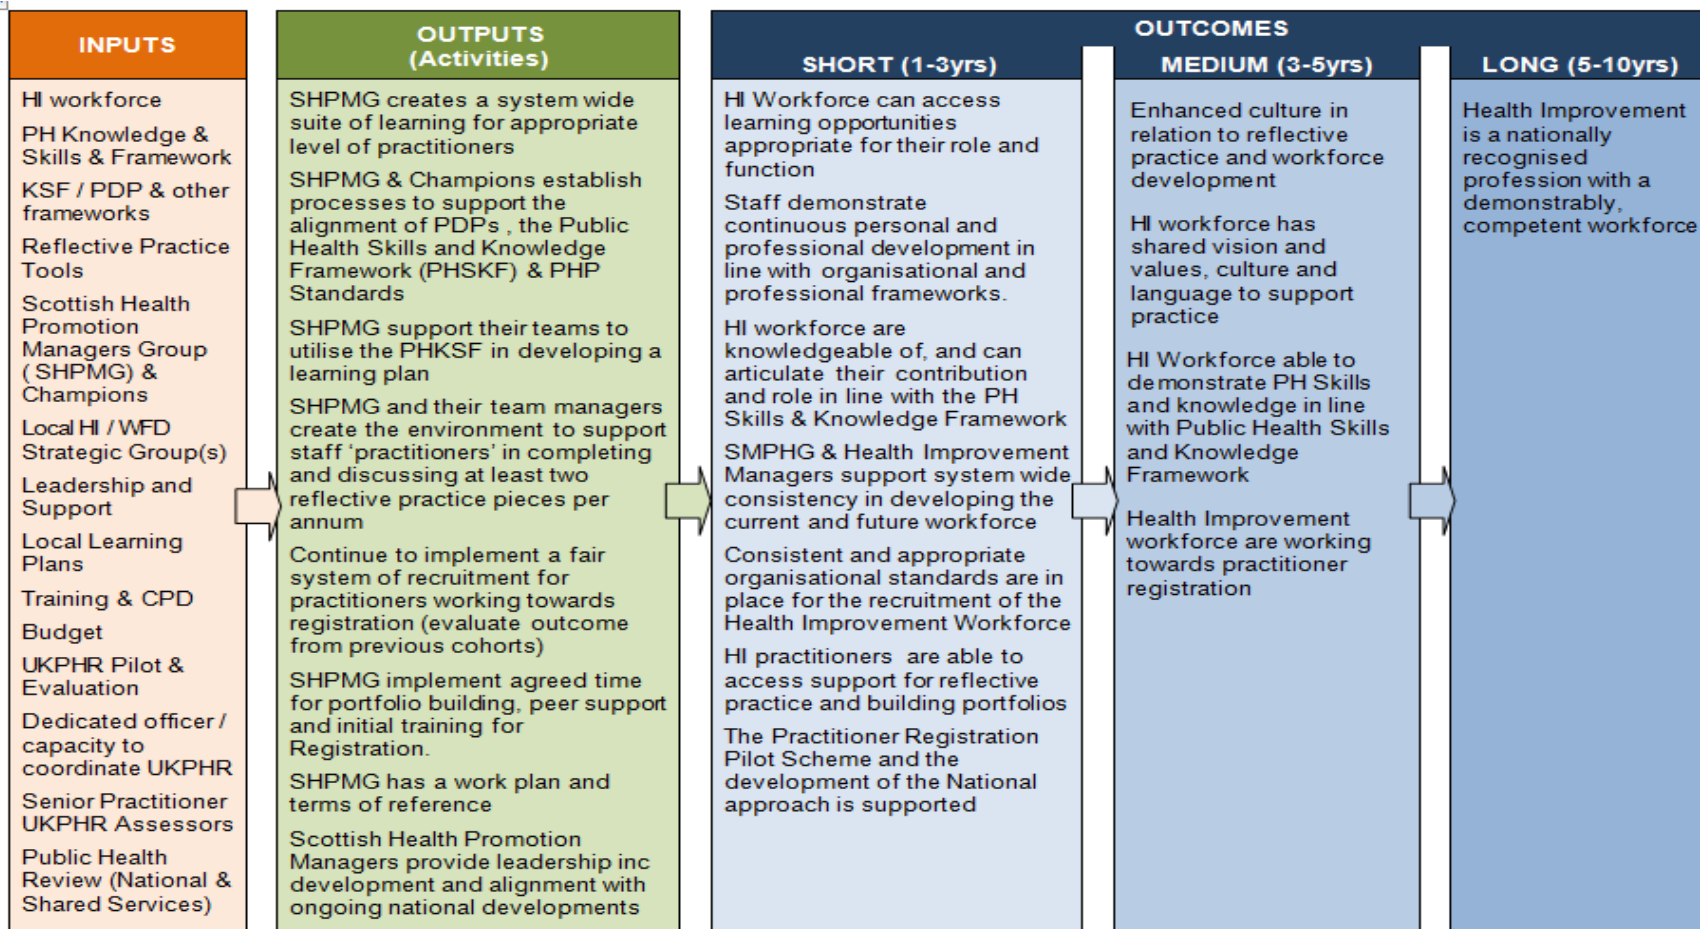 INPUTS
HI workforce
PH Knowledge &
Skills & Framework
KSF / PDP & other
frameworks
Reflective Practice
Tools
Scottish Health
Promotion
Managers Group
( SHPMG) &
Champions
Local HI / WFD
Strategic Group(s)
Leadership and
Support
Local Learning
Plans
Training & CPD
Budget
UKPHR Pilot &
Evaluation
Dedicated officer /
capacity to
coordinate UKPHR
Senior Practitioner
UKPHR Assessors
Public Health
Review (National &
Shared Services)
OUTPUTS
(Activities)
SHPMG creates a system wide
suite of learning for appropriate
level of practitioners
SHPMG & Champions establish
processes to support the
alignment of PDPs , the Public
Health Skills and Knowledge
Framework (PHSKF) & PHP
Standards
SHPMG support their teams to
utilise the PHKSF in developing a
learning plan
SHPMG and their team managers
create the environment to support
staff ‘practitioners’ in completing
and discussing at least two
reflective practice pieces per
annum
Continue to implement a fair
system of recruitment for
practitioners working towards
registration (evaluate outcome
from previous cohorts)
SHPMG implement agreed time
for portfolio building, peer support
and initial training for
Registration.
SHPMG has a work plan and
terms of reference
Scottish Health Promotion
Managers provide leadership inc
development and alignment with
ongoing national developments
OUTCOMES
SHORT (1-3yrs)
HI Workforce can access
learning opportunities
appropriate for their role and
function
Staff demonstrate
continuous personal and
professional development in
line with organisational and
professional frameworks.
HI workforce are
knowledgeable of, and can
articulate their contribution
and role in line with the PH
Skills & Knowledge Framework
SMPHG & Health Improvement
Managers support system wide
consistency in developing the
current and future workforce
Consistent and appropriate
organisational standards are in
place for the recruitment of the
Health Improvement Workforce
HI practitioners are able to
access support for reflective
practice and building portfolios
The Practitioner Registration
Pilot Scheme and the
development of the National
approach is supported
MEDIUM (3-5yrs)
Enhanced culture in
relation to reflective
practice and workforce
development
HI workforce has
shared vision and
values, culture and
language to support
practice
HI Workforce able to
demonstrate PH Skills
and knowledge in line
with Public Health Skills
and Knowledge
Framework
Health Improvement
workforce are working
towards practitioner
registration
LONG (5-10yrs)
Health Improvement
is a nationally
recognised
profession with a
demonstrably,
competent workforce